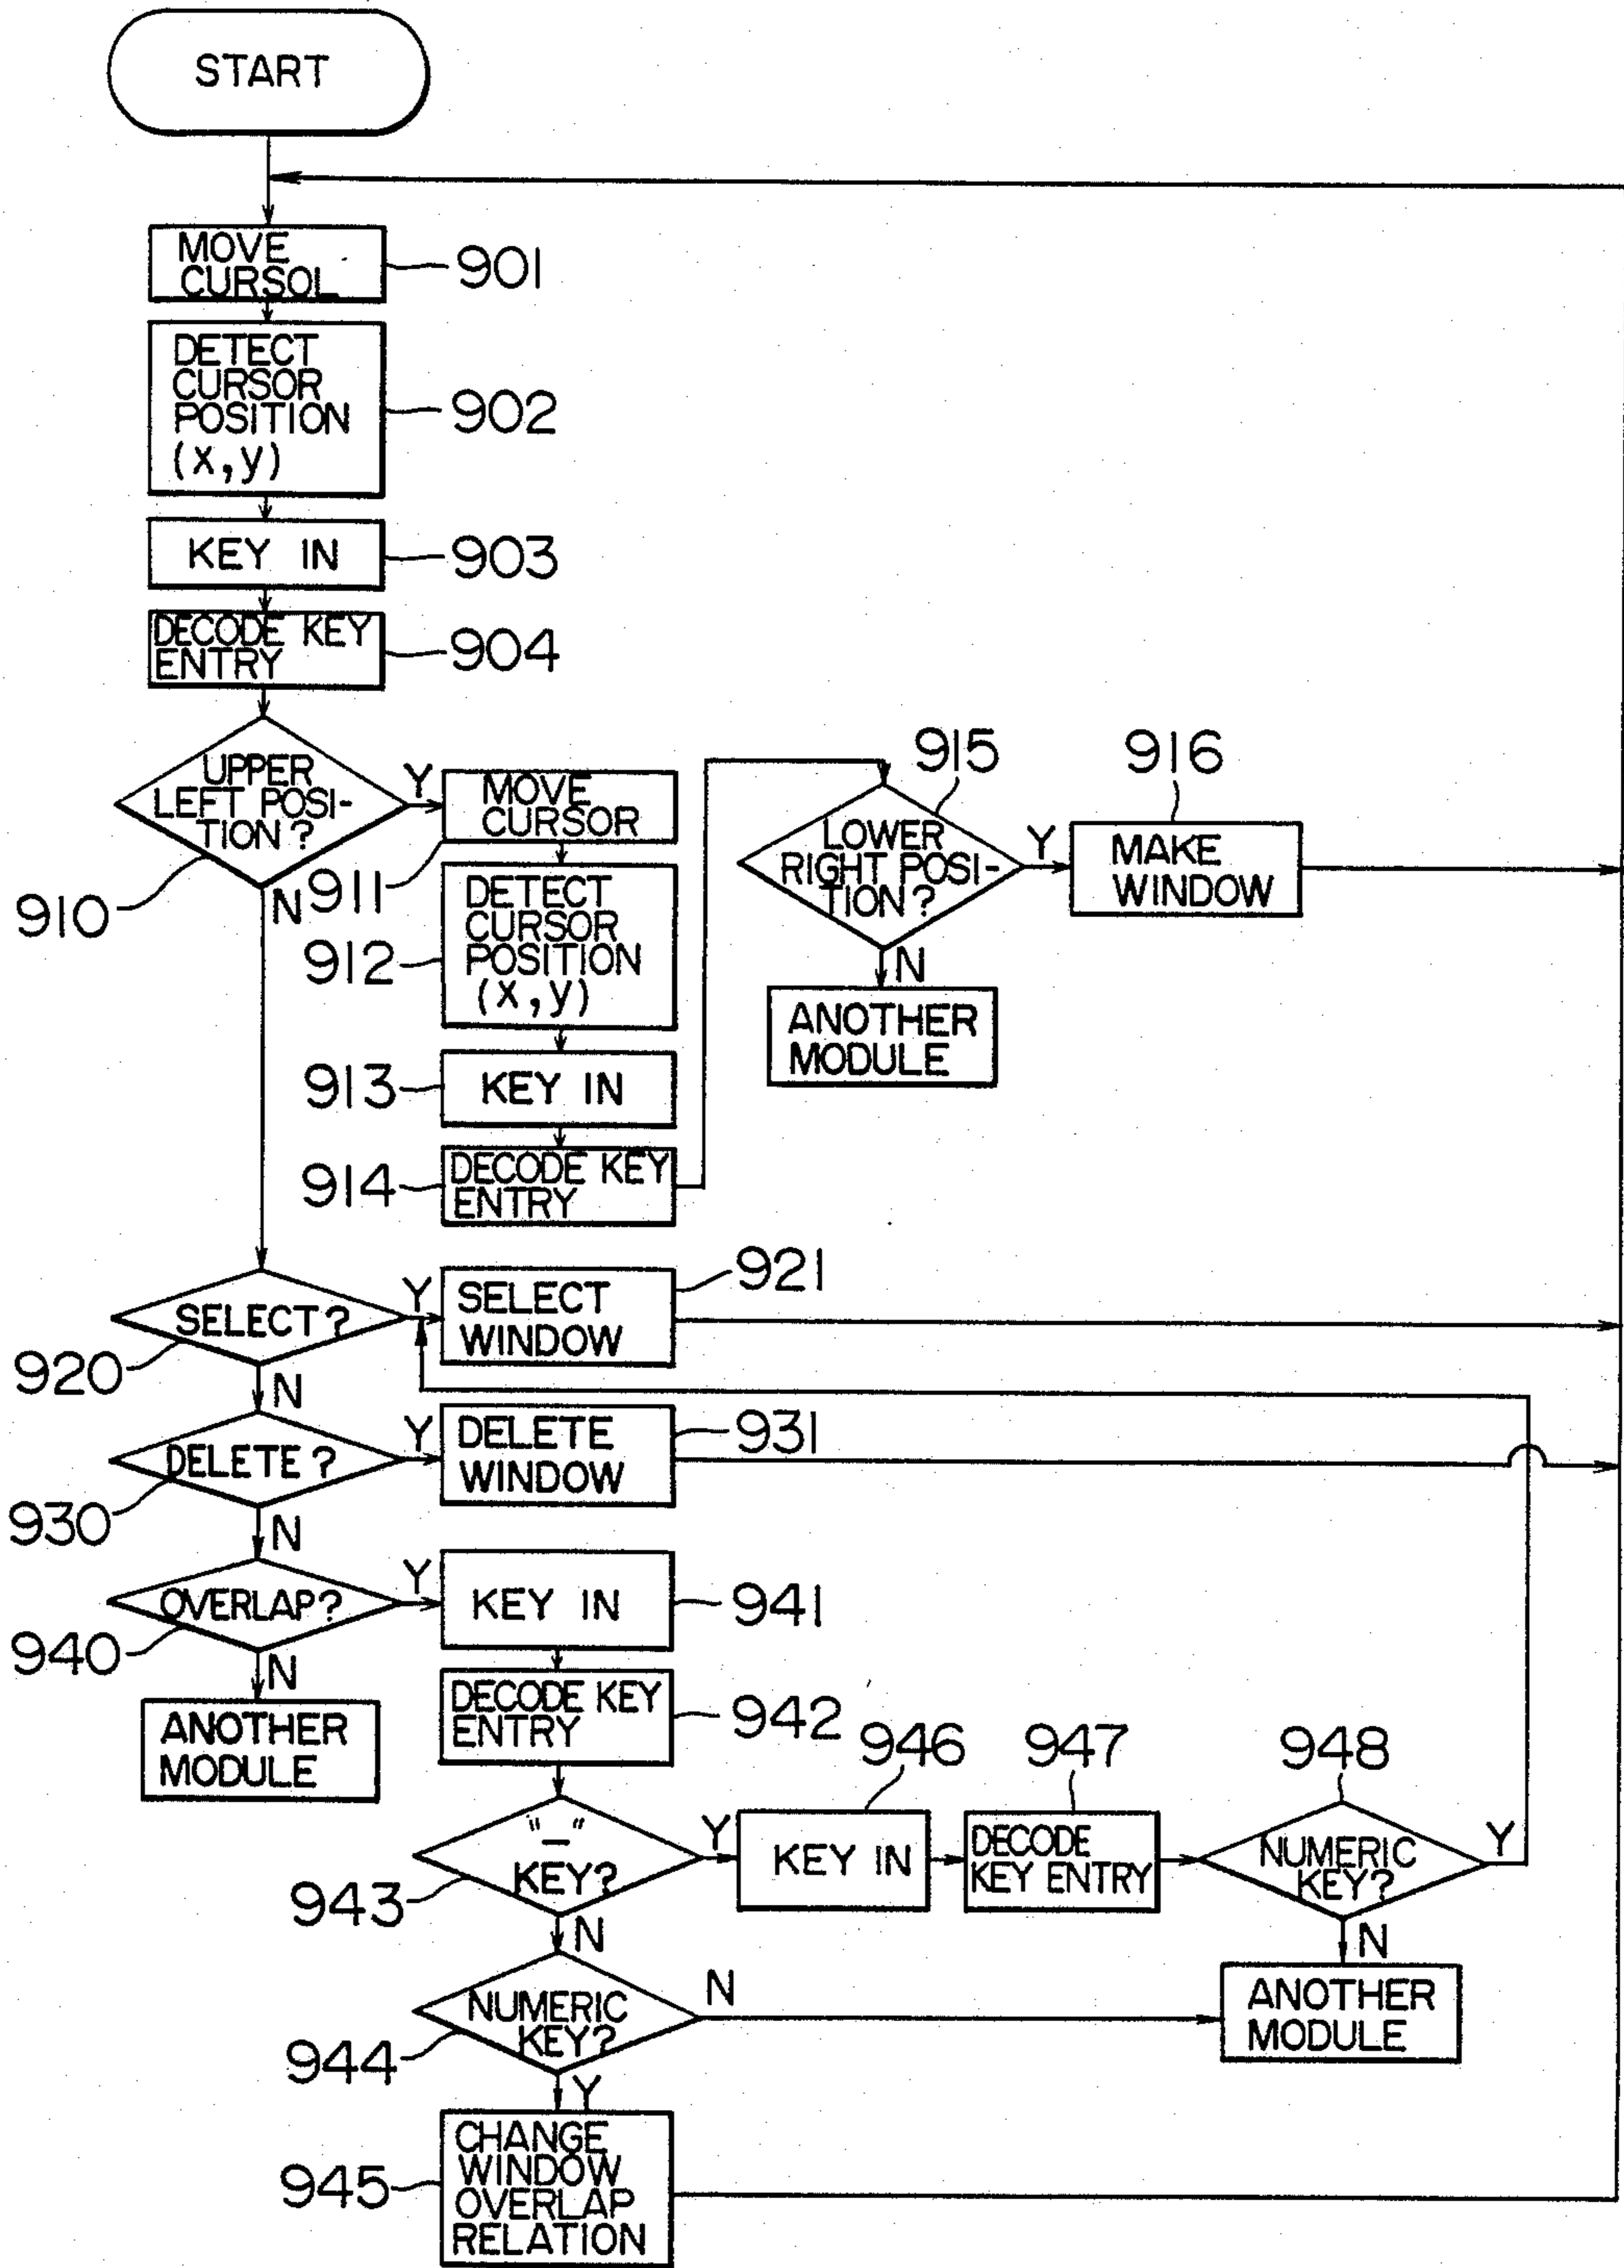 START
MOVE
CURSOL
901
DETECT
CURSOR
POSITION
(x,y)
902
KEY IN
903
DECODE KEY
ENTRY
904
UPPER
LEFT POSI-
TION?
910
Y
N
MOVE
CURSOR
911
DETECT
CURSOR
POSITION
(x,y)
912
KEY IN
913
DECODE KEY
ENTRY
914
915
LOWER
RIGHT POSI-
TION?
Y
N
916
MAKE
WINDOW
ANOTHER
MODULE
SELECT?
920
Y
N
SELECT
WINDOW
921
DELETE?
930
Y
N
DELETE
WINDOW
931
OVERLAP?
940
Y
N
ANOTHER
MODULE
KEY IN
941
DECODE KEY
ENTRY
942
"_"
KEY?
943
Y
N
946
KEY IN
947
DECODE
KEY ENTRY
948
NUMERIC
KEY?
Y
N
NUMERIC
KEY?
944
N
Y
ANOTHER
MODULE
CHANGE
WINDOW
OVERLAP
RELATION
945